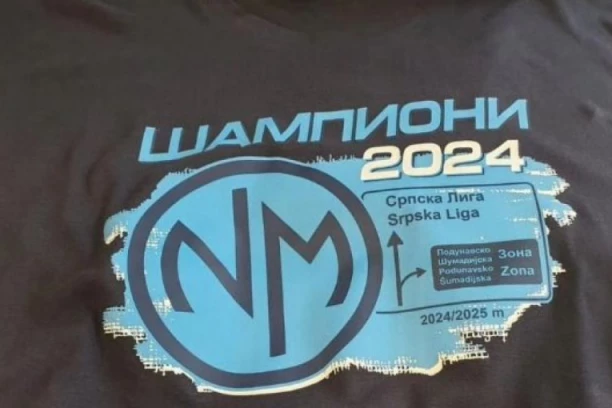 ШАМПИОНИ
2024
Српска Лига
Srpska Liga
Подунавско
Шумадијска
Зона
Podunavsko
Šumadijska
Zona
2024/2025 m
NM